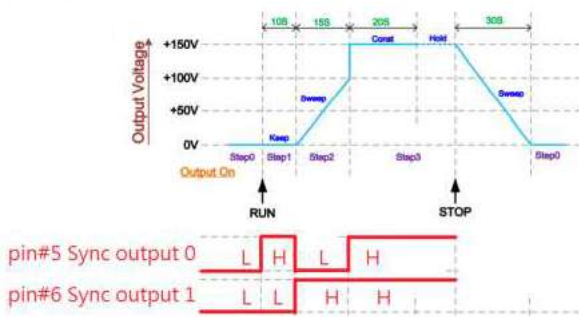 10S 15S 20S 30S
Output Voltage
+150V
+100V
+50V
0V
Const Hold
Sweep
Sweep
Keep
Step0 Step1 Step2 Step3 Step0
Output On
RUN STOP
pin#5 Sync output 0 L H L H
pin#6 Sync output 1 L L H H